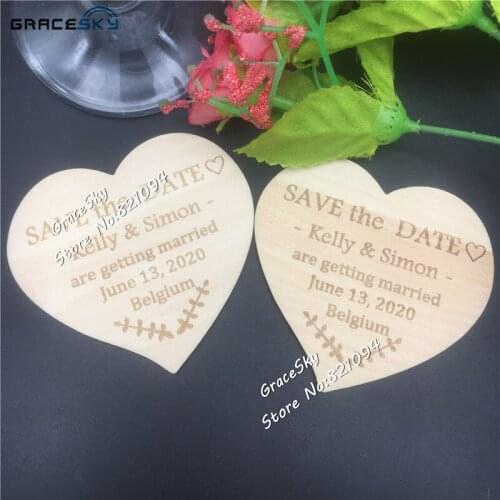 GRACESKY
SAVE the DATE♡
- Kelly & Simon -
are getting married
June 13, 2020
Belgium
GraceSky
Store No:821094
SAVE the DATE♡
- Kelly & Simon -
are getting married
June 13, 2020
Belgium
GraceSky
Store No:821094